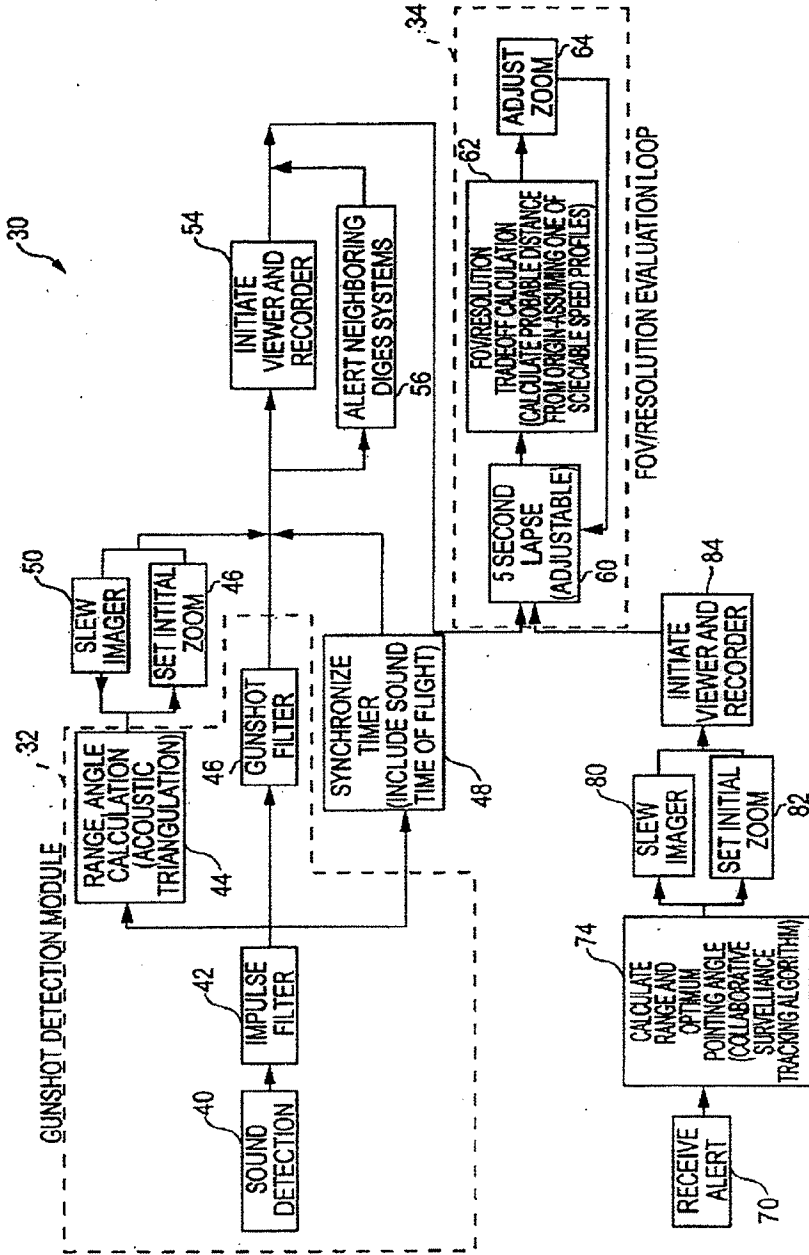 30
GUNSHOT DETECTION MODULE
32
RANGE, ANGLE
CALCULATION
(ACOUSTIC
TRIANGULATION)
44
SLEW
IMAGER
50
SET INTITAL
ZOOM
46
SOUND
DETECTION
40
IMPULSE
FILTER
42
GUNSHOT
FILTER
46
SYNCHRONIZE
TIMER
(INCLUDE SOUND
TIME OF FLIGHT)
48
INITIATE
VIEWER AND
RECORDER
54
ALERT NEIGHBORING
DIGES SYSTEMS
56
34
5 SECOND
LAPSE
(ADJUSTABLE)
60
FOV/RESOLUTION
TRADEOFF CALCULATION
(CALCULATE PROBABLE DISTANCE
FROM ORIGIN-ASSUMING ONE OF
SCIECIABLE SPEED PROFILES)
62
ADJUST
ZOOM
64
FOV/RESOLUTION EVALUATION LOOP
RECEIVE
ALERT
70
CALCULATE
RANGE AND
OPTIMUM
POINTING ANGLE
(COLLABORATIVE
SURVELLIANCE
TRACKING ALGORITHM)
74
SLEW
IMAGER
80
SET INITIAL
ZOOM
82
INITIATE
VIEWER AND
RECORDER
84